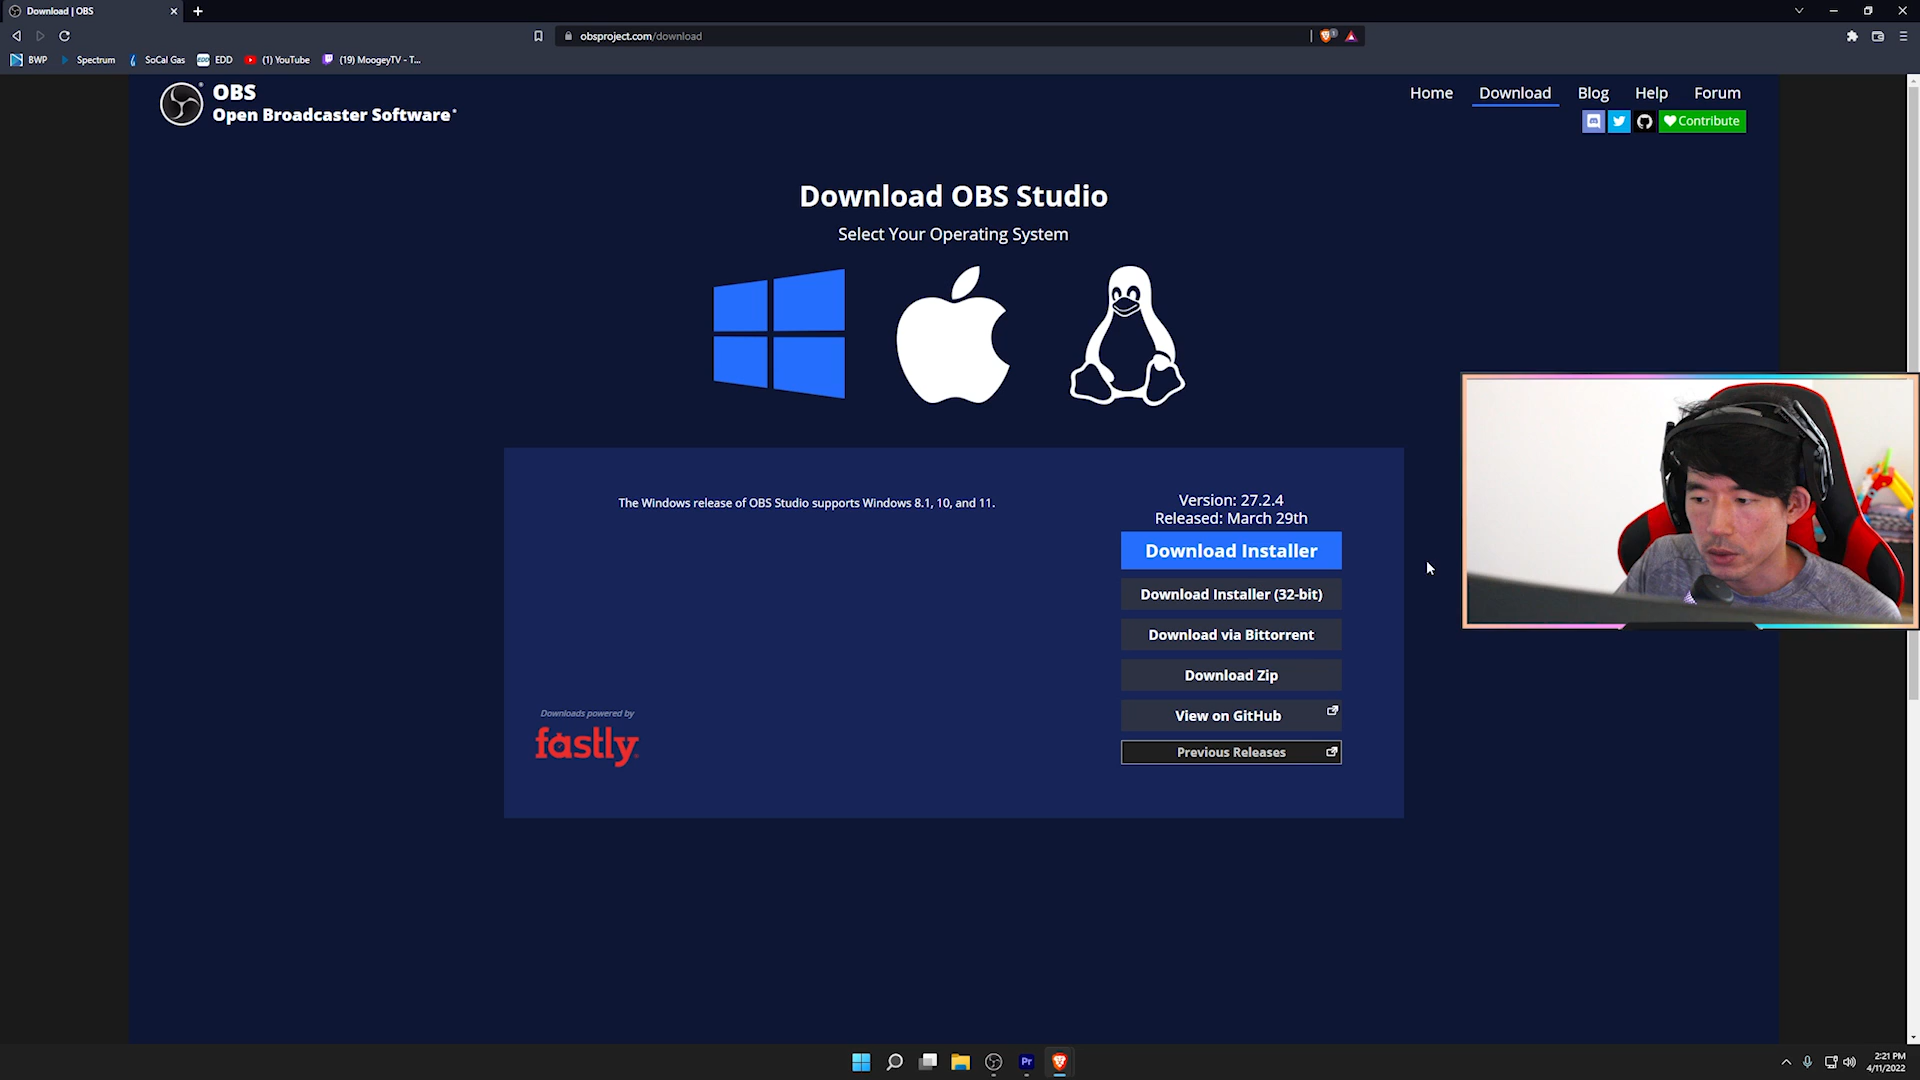 Download | OBS
obsproject.com/download
BWP
Spectrum
SoCal Gas
EDD
(1) YouTube
(19) MoogeyTV - T...
OBS
Open Broadcaster Software
Home
Download
Blog
Help
Forum
Contribute
Download OBS Studio
Select Your Operating System
The Windows release of OBS Studio supports Windows 8.1, 10, and 11.
Version: 27.2.4
Released: March 29th
Download Installer
Download Installer (32-bit)
Download via Bittorrent
Download Zip
View on GitHub
Previous Releases
Downloads powered by
fastly
Pr
2:21 PM
4/11/2022